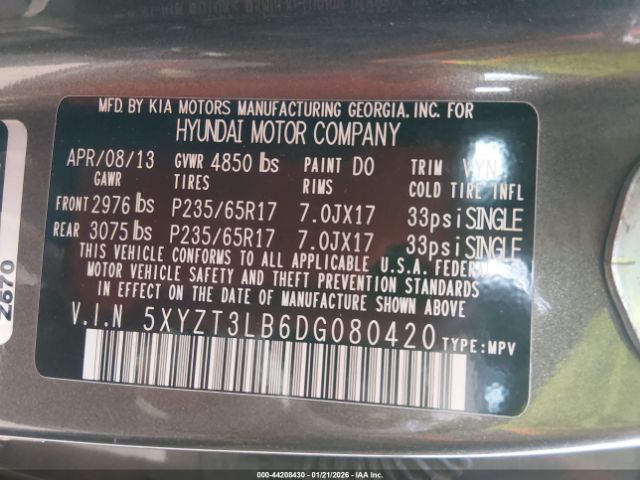 MFD. BY KIA MOTORS MANUFACTURING GEORGIA, INC. FOR
HYUNDAI MOTOR COMPANY
APR/08/13 GVWR 4850 lbs PAINT D0 TRIM VYN
GAWR TIRES RIMS COLD TIRE INFL
FRONT 2976 lbs P235/65R17 7.0JX17 33psi SINGLE
REAR 3075 lbs P235/65R17 7.0JX17 33psi SINGLE
THIS VEHICLE CONFORMS TO ALL APPLICABLE U.S.A. FEDERAL
MOTOR VEHICLE SAFETY AND THEFT PREVENTION STANDARDS
IN EFFECT ON THE DATE OF MANUFACTURE SHOWN ABOVE
V.I.N 5XYZT3LB6DG080420 TYPE:MPV
2670
000-44208430 - 01/21/2026 - IAA Inc.